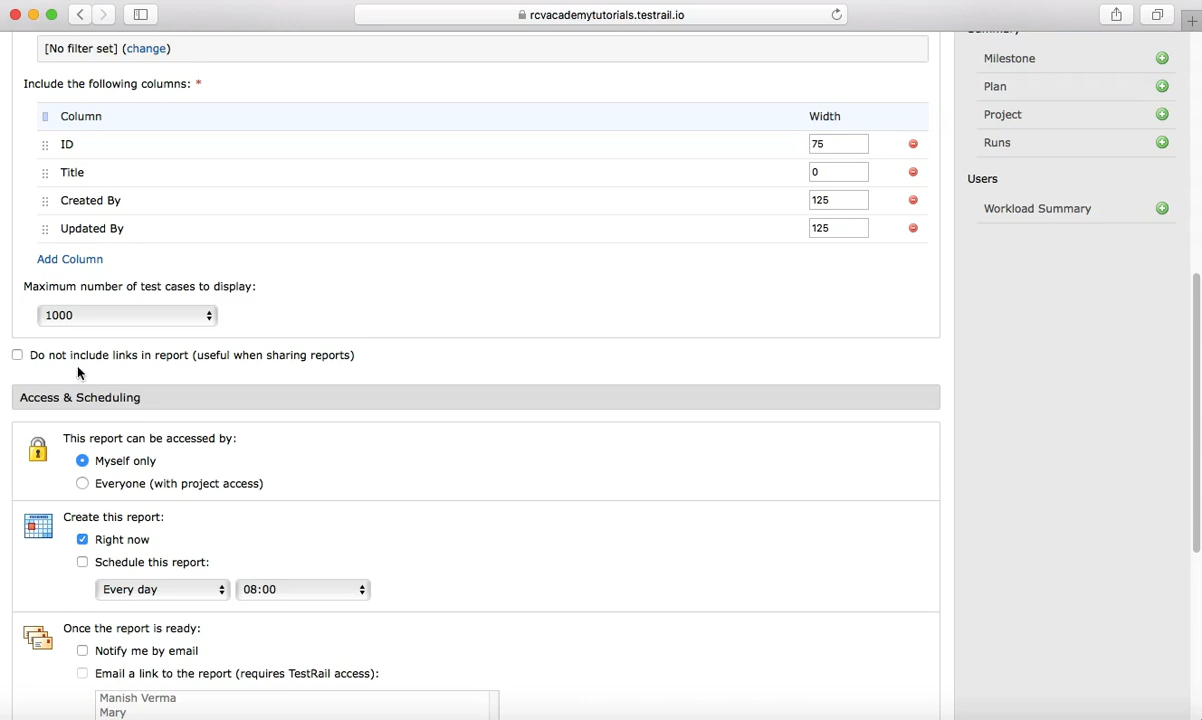 rcvacademytutorials.testrail.io
[No filter set] (change)
Include the following columns: *
Column Width
ID 75
Title 0
Created By 125
Updated By 125
Add Column
Maximum number of test cases to display:
1000
Do not include links in report (useful when sharing reports)
Access & Scheduling
This report can be accessed by:
Myself only
Everyone (with project access)
Create this report:
Right now
Schedule this report:
Every day 08:00
Once the report is ready:
Notify me by email
Email a link to the report (requires TestRail access):
Manish Verma
Mary
Summary
Milestone
Plan
Project
Runs
Users
Workload Summary